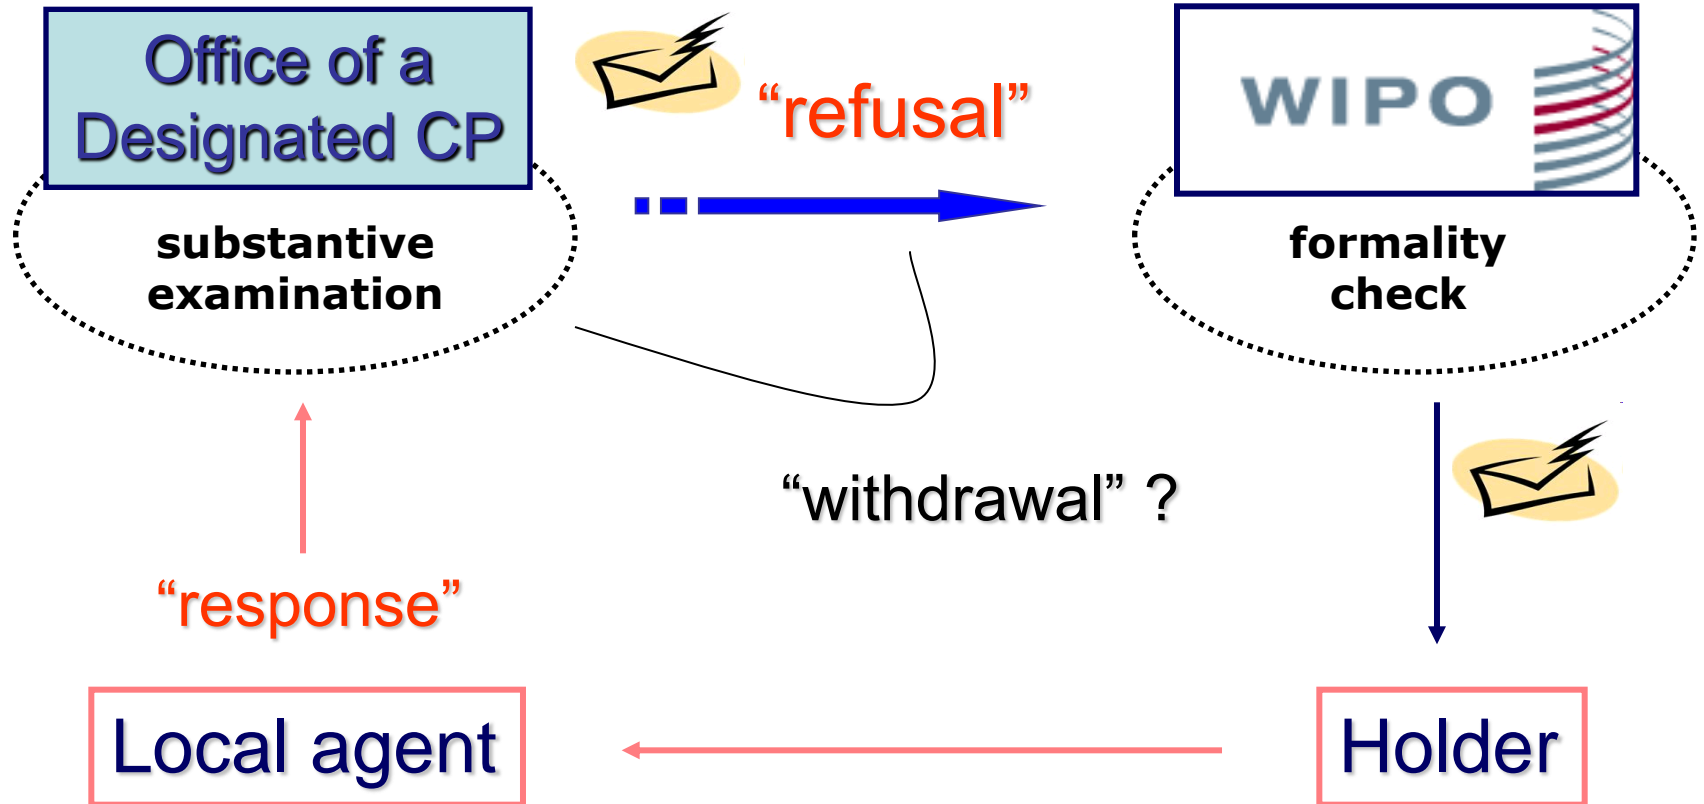 Office of a
Designated CP
substantive
examination
“refusal”
WIPO
formality
check
“withdrawal” ?
“response”
Local agent
Holder